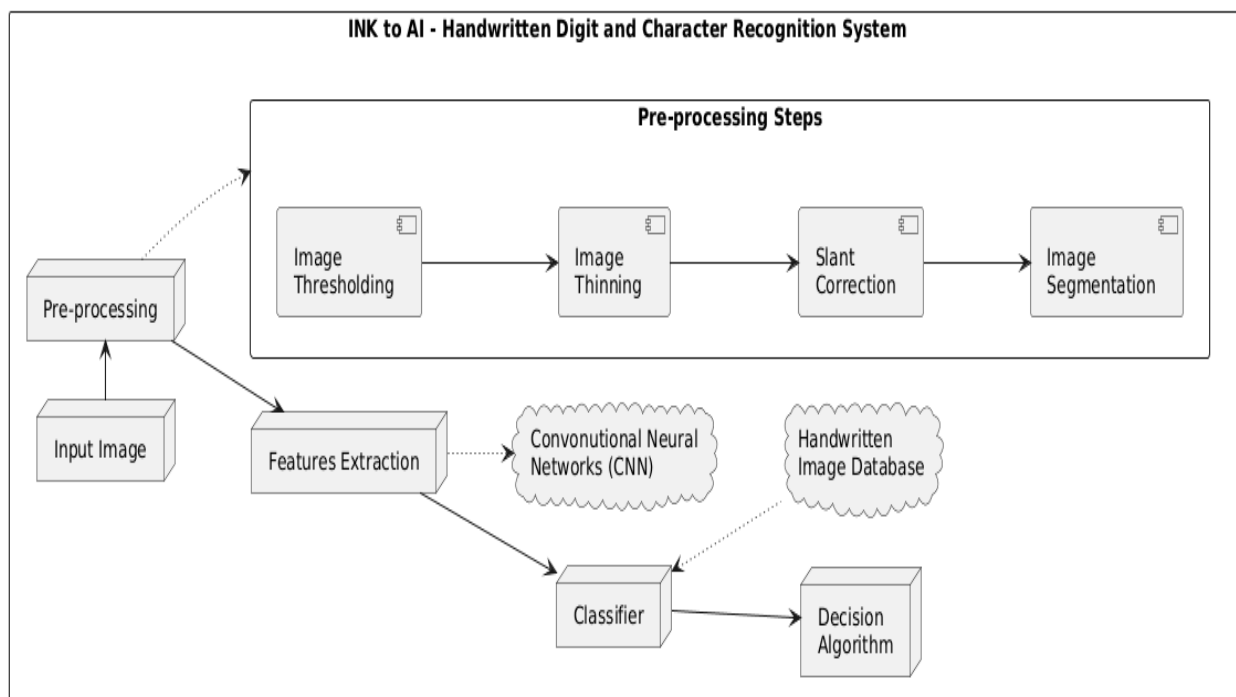 INK to AI - Handwritten Digit and Character Recognition System
Pre-processing Steps
Image
Thresholding
Image
Thinning
Slant
Correction
Image
Segmentation
Pre-processing
Input Image
Features Extraction
Convonutional Neural
Networks (CNN)
Handwritten
Image Database
Classifier
Decision
Algorithm